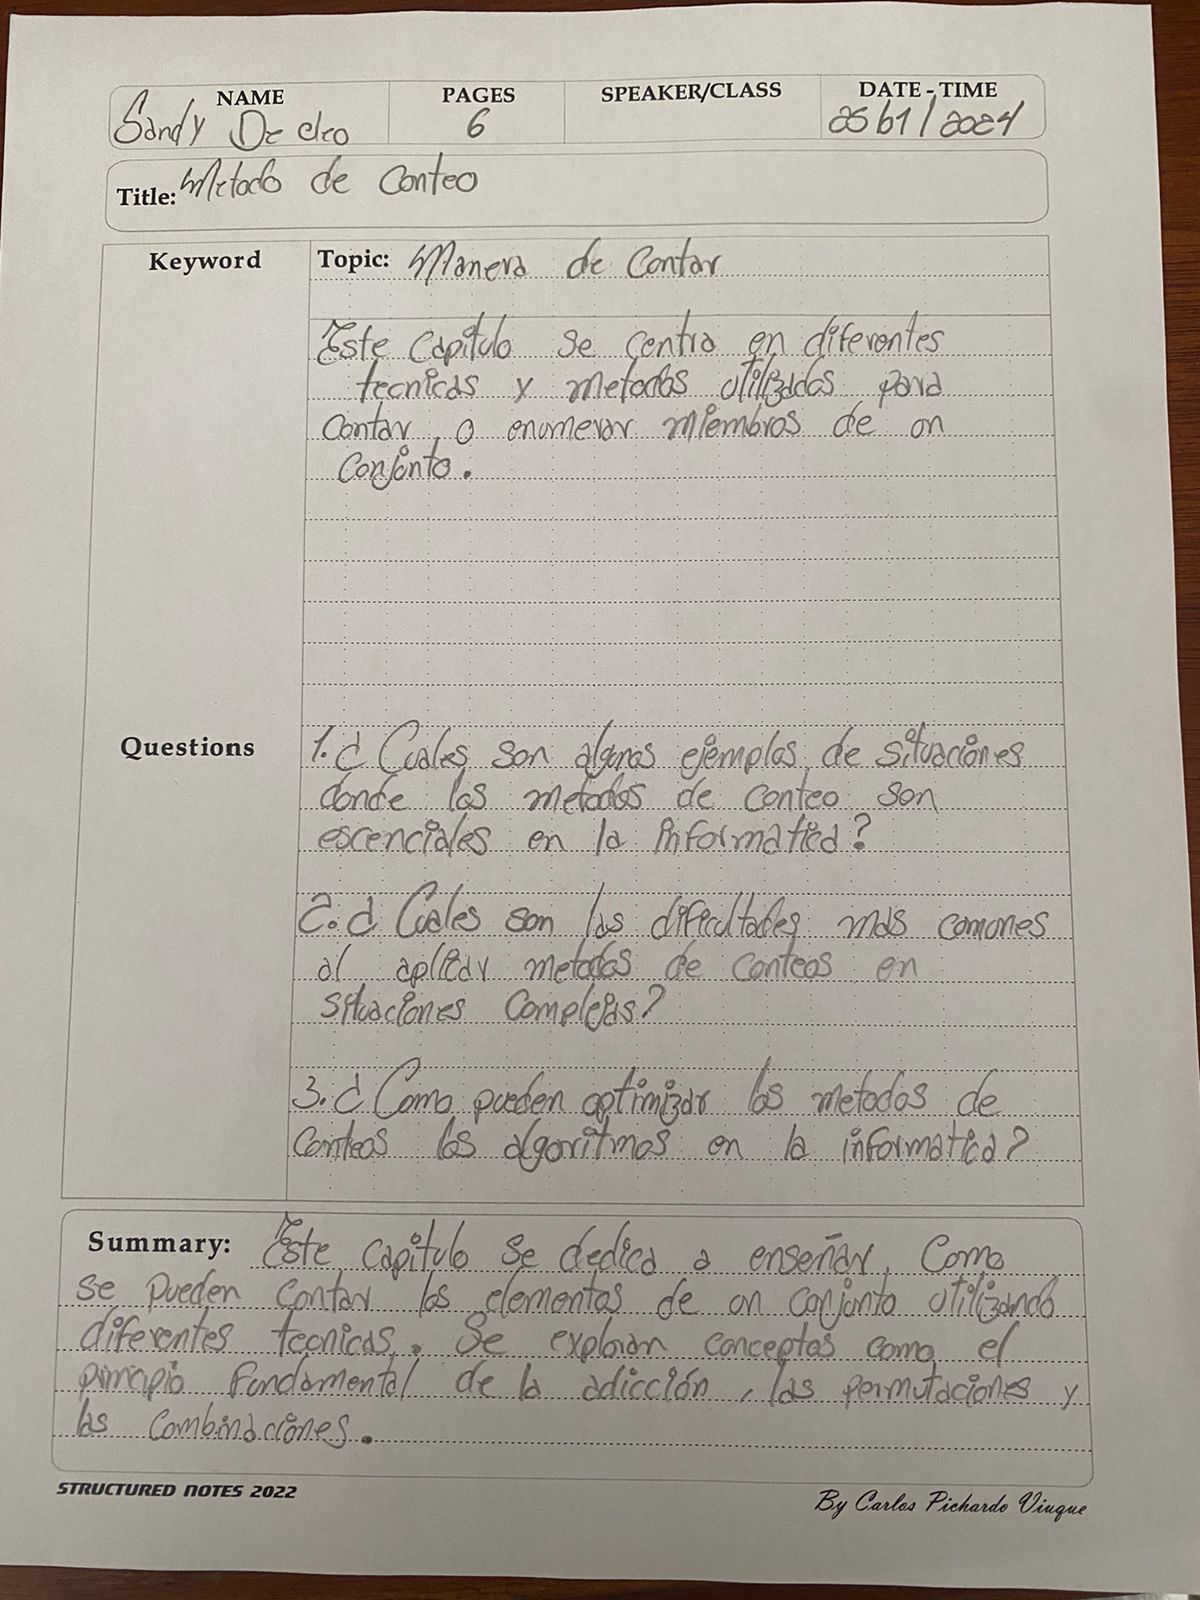 NAME
PAGES
SPEAKER/CLASS
DATE - TIME
Sandy De
6
Title: Metodo de Conteo
Keyword
Topic: Manera de Contar
Este Capitulo se centra en diferentes
tecnicas y metodos utilizados para
contar o enumerar miembros de un
Conjunto.
Questions
1. ¿ Cuales son algunas ejemplos de situaciones
donde los metodos de conteo son
escenciales en la informatica?
2. ¿ Cuales son las dificultades mas comunes
al aplicar metodos de conteos en
situaciones Complejas?
3. ¿ Como pueden optimizar los metodos de
conteos los algoritmos en la informatica?
Summary: Este capitulo se dedica a enseñar Como
se pueden contar los elementos de un conjunto utilizando
diferentes tecnicas. Se exploran conceptos como el
principio fundamental de la adicción, las permutaciones y
las combinaciones.
STRUCTURED NOTES 2022
By Carlos Pichardo Viuque